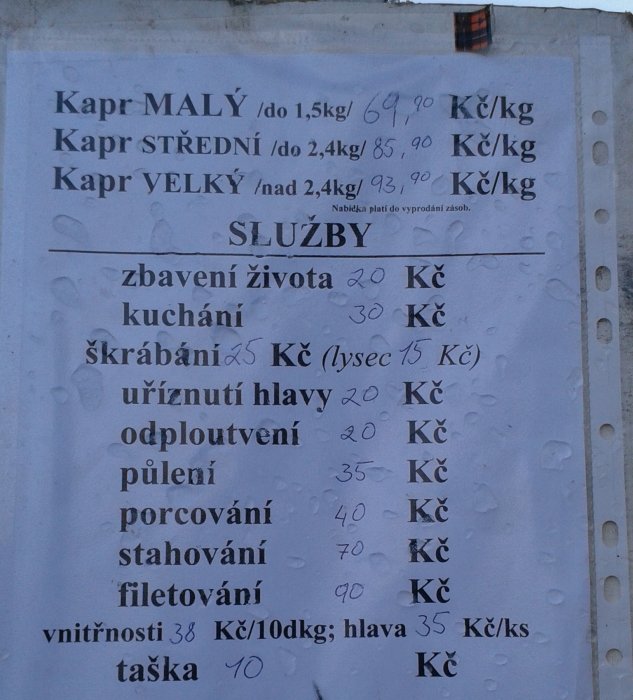 Kapr MALÝ /do 1,5kg/ 69,90 Kč/kg
Kapr STŘEDNÍ /do 2,4kg/ 85,90 Kč/kg
Kapr VELKÝ /nad 2,4kg/ 93,90 Kč/kg
Nabídka platí do vyprodání zásob.
SLUŽBY
zbavení života 20 Kč
kuchání 30 Kč
škrábání 25 Kč (lysec 15 Kč)
uříznutí hlavy 20 Kč
odploutvení 20 Kč
půlení 35 Kč
porcování 40 Kč
stahování 70 Kč
filetování 90 Kč
vnitřnosti 38 Kč/10dkg; hlava 35 Kč/ks
taška 10 Kč